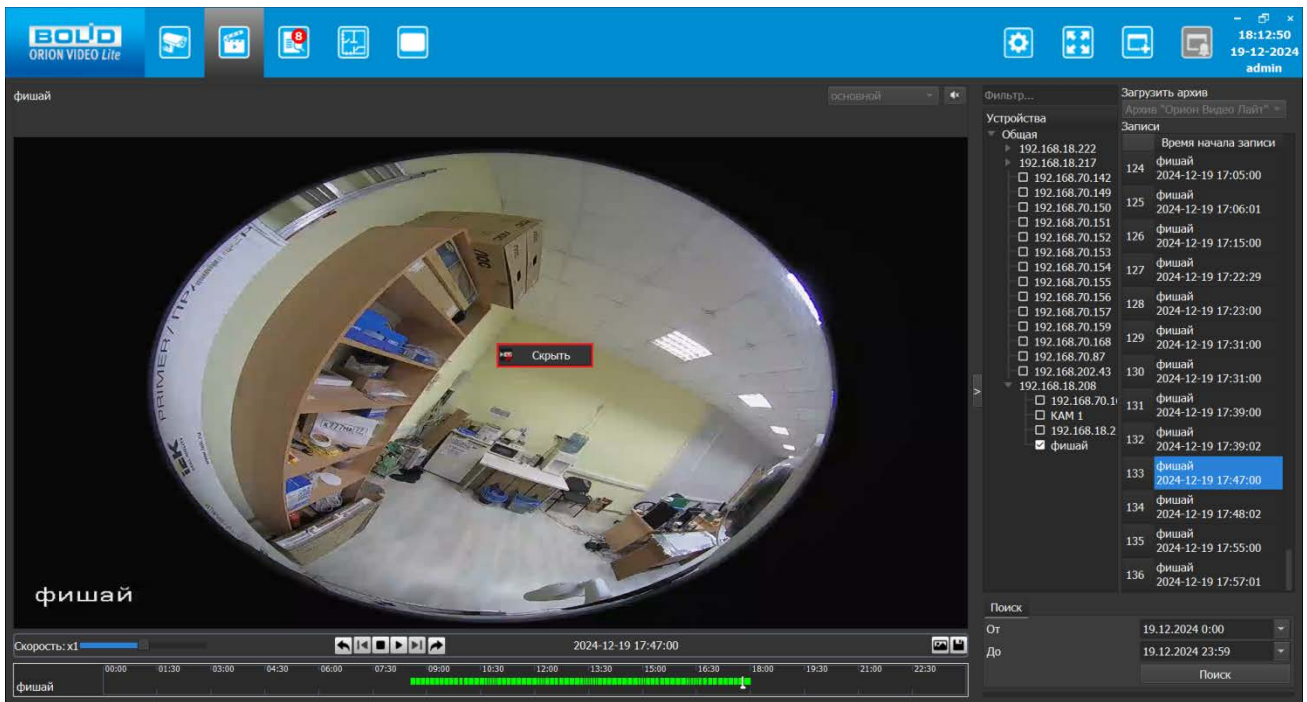 BOLID
ORION VIDEO Lite
8
18:12:50
19-12-2024
admin
фишай
основной
Скрыть
PRIMER / ПР
iek
фишай
Скорость: x1
2024-12-19 17:47:00
00:00 01:30 03:00 04:30 06:00 07:30 09:00 10:30 12:00 13:30 15:00 16:30 18:00 19:30 21:00 22:30
фишай
>
Фильтр...
Устройства
Общая
192.168.18.222
192.168.18.217
192.168.70.142
192.168.70.149
192.168.70.150
192.168.70.151
192.168.70.152
192.168.70.153
192.168.70.154
192.168.70.155
192.168.70.156
192.168.70.157
192.168.70.159
192.168.70.168
192.168.70.87
192.168.202.43
192.168.18.208
192.168.70.1
КАМ 1
192.168.18.2
фишай
Загрузить архив
Архив "Орион Видео Лайт"
Записи
Время начала записи
124 фишай
2024-12-19 17:05:00
125 фишай
2024-12-19 17:06:01
126 фишай
2024-12-19 17:15:00
127 фишай
2024-12-19 17:22:29
128 фишай
2024-12-19 17:23:00
129 фишай
2024-12-19 17:31:00
130 фишай
2024-12-19 17:31:00
131 фишай
2024-12-19 17:39:00
132 фишай
2024-12-19 17:39:02
133 фишай
2024-12-19 17:47:00
134 фишай
2024-12-19 17:48:02
135 фишай
2024-12-19 17:55:00
136 фишай
2024-12-19 17:57:01
Поиск
От 19.12.2024 0:00
До 19.12.2024 23:59
Поиск